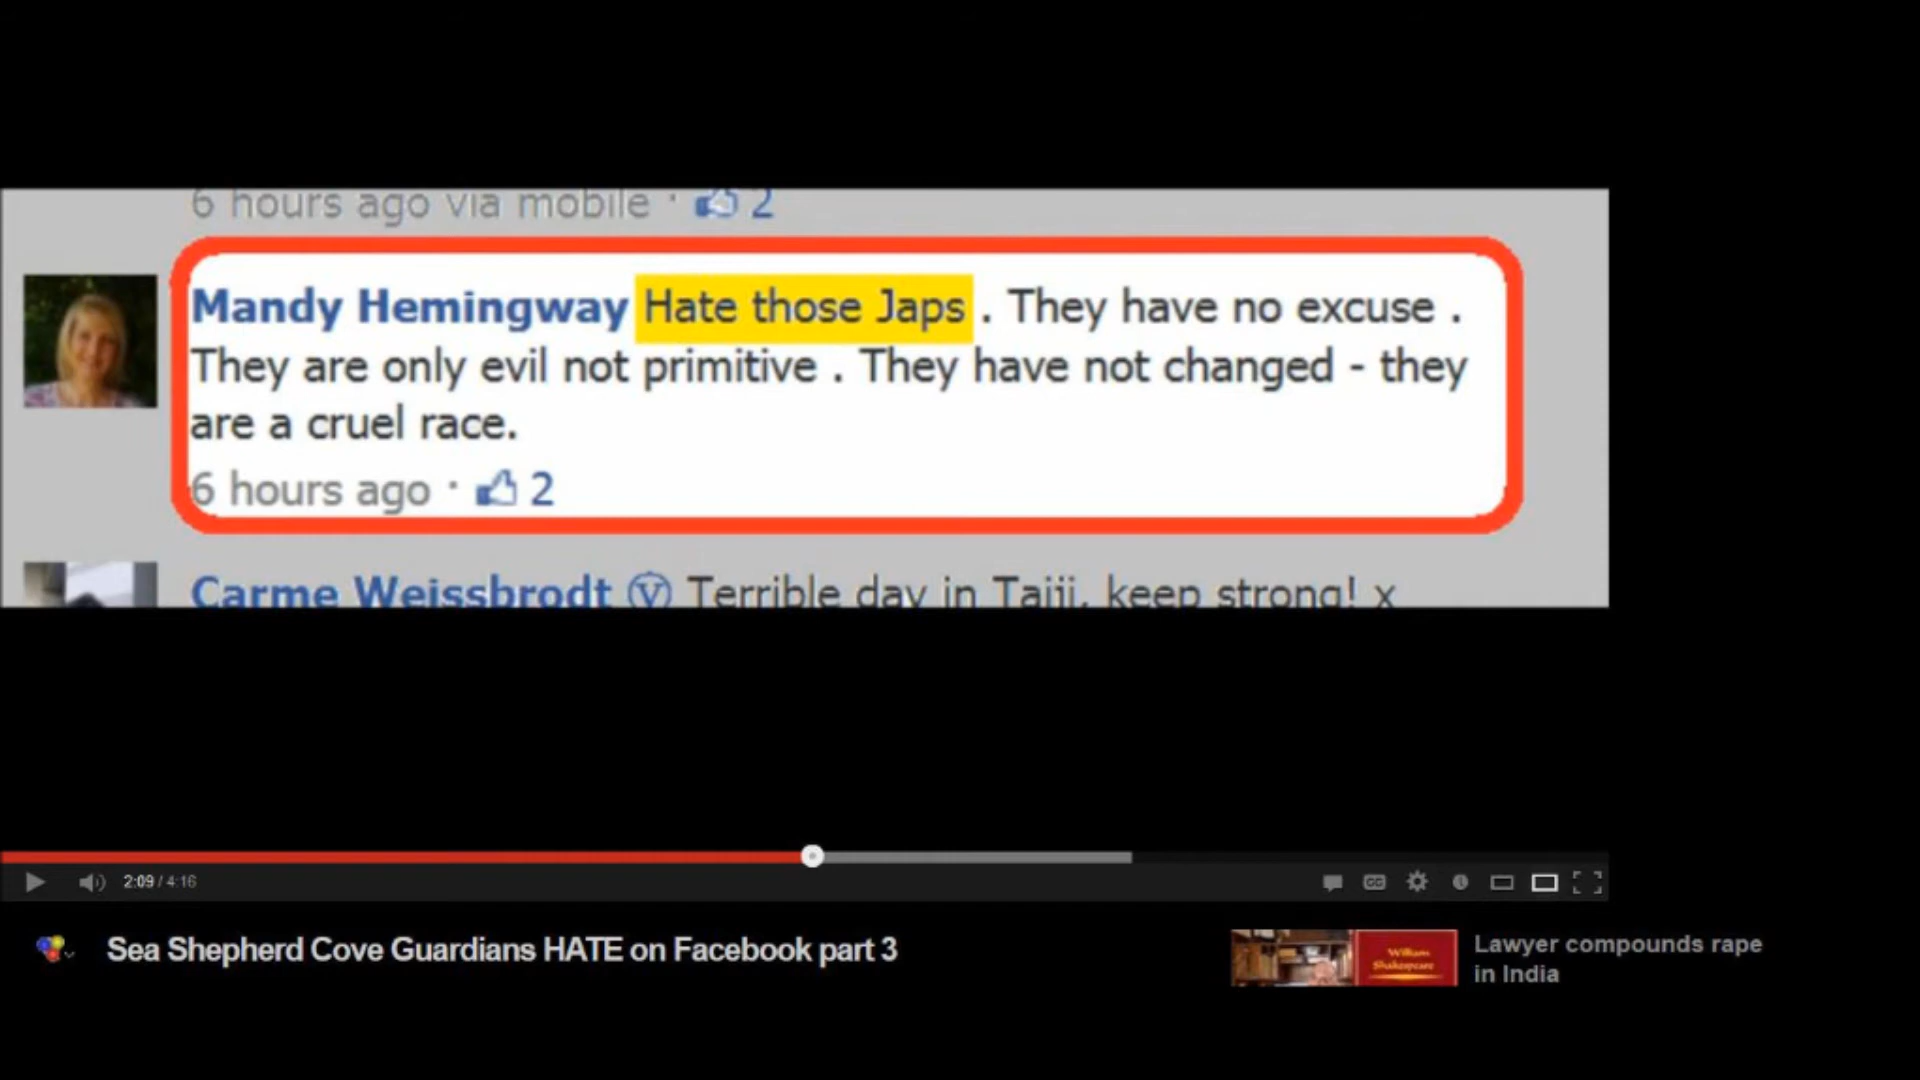 6 hours ago via mobile · 2
Mandy Hemingway Hate those Japs . They have no excuse .
They are only evil not primitive . They have not changed - they
are a cruel race.
6 hours ago · 2
Carme Weissbrodt Ⓥ Terrible day in Taiji, keep strong! x
2:09 / 4:16
CC
Sea Shepherd Cove Guardians HATE on Facebook part 3
William
Shakespeare
Lawyer compounds rape
in India